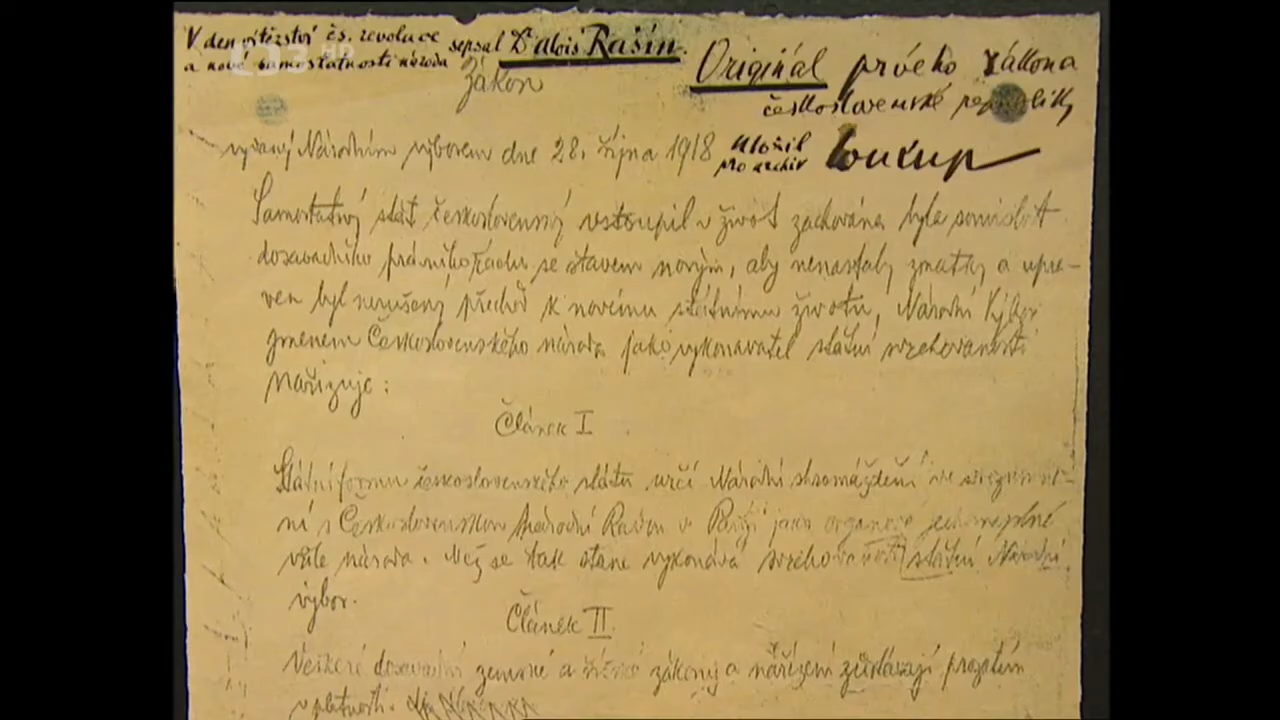 V den vítězství čs. revoluce
a nové samostatnosti národa
sepsal Dr Alois Rašín.
Originál prvého zákona
československé republiky
Zákon
vydaný Národním výborem dne 28. října 1918
uložil
pro archiv
Soukup
Samostatný stát československý vstoupil v život zachována byla souvislost
dosavadního právního řádu se stavem novým, aby nenastaly zmatky a upra-
ven byl nerušený přechod k novému státnímu životu, Národní Výbor
jmenem Československého národa jako vykonavatel státní svrchovanosti
nařizuje:
Článek I
Státní formu československého státu určí Národní shromáždění ve srozumě-
ní s Československou Národní Radou v Paříži jako orgánové jednomyslné
vůle národa. Než se tak stane vykonává svrchovanost státní Národní
výbor.
Článek II.
Veškeré dosavadní zemské a říšské zákony a nařízení zůstávají prozatím
v platnosti.